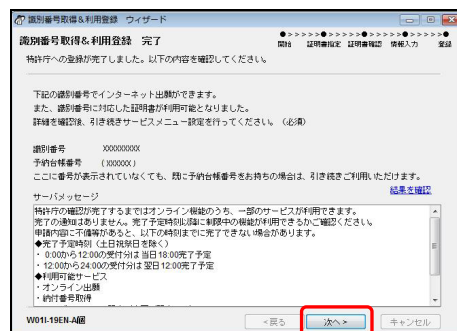 識別番号取得&利用登録 ウィザード
識別番号取得&利用登録 完了
●>>>>>●>>>>>●>>>>>●>>>>>●
開始 証明書指定 証明書確認 情報入力 登録
特許庁への登録が完了しました。以下の内容を確認してください。
下記の識別番号でインターネット出願ができます。
また、識別番号に対応した証明書が利用可能となりました。
詳細を確認後、引き続きサービスメニュー設定を行ってください。(必須)
識別番号 XXXXXXXXX
予納台帳番号 (XXXXXX)
ここに番号が表示されていなくても、既に予納台帳番号をお持ちの場合は、引き続きご利用いただけます。
結果を確認
サーバメッセージ
特許庁の確認が完了するまではオンライン機能のうち、一部のサービスが利用できます。
完了の通知はありません。完了予定時刻以降に制限中の機能が利用できるかご確認ください。
申請内容に不備等があると、以下の時刻までに完了できない場合があります。
◆完了予定時刻(土日祝祭日を除く)
・0:00から12:00の受付分は当日18:00完了予定
・12:00から24:00の受付分は翌日12:00完了予定
◆利用可能サービス
・オンライン出願
・納付番号取得
W01I-19EN-A個
<戻る 次へ> キャンセル